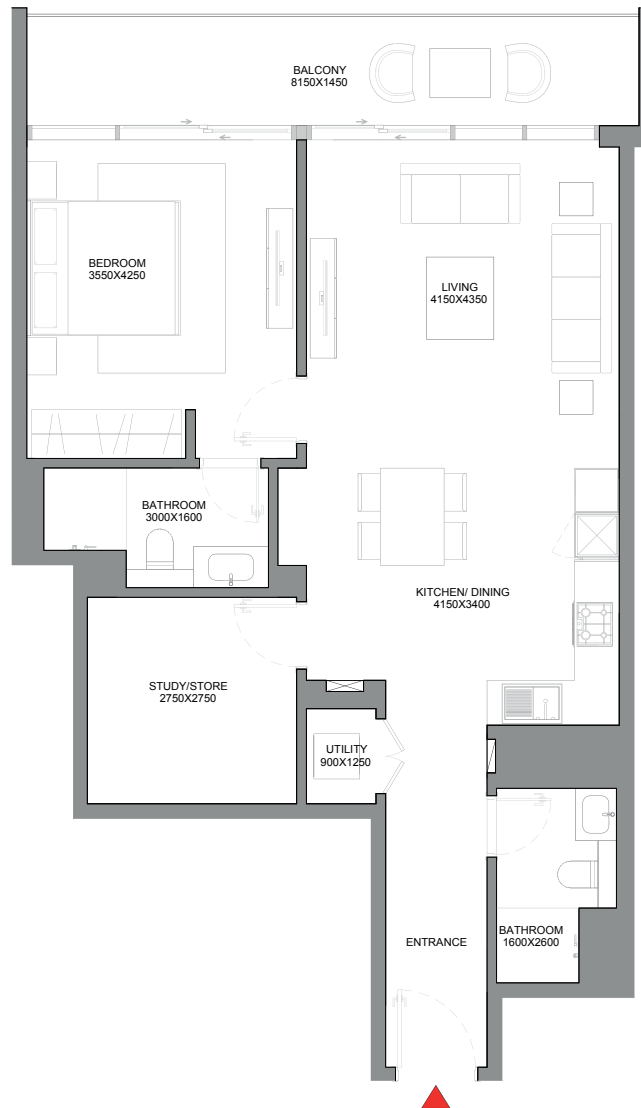 BALCONY
8150X1450
BEDROOM
3550X4250
LIVING
4150X4350
BATHROOM
3000X1600
KITCHEN/ DINING
4150X3400
STUDY/STORE
2750X2750
UTILITY
900X1250
ENTRANCE
BATHROOM
1600X2600